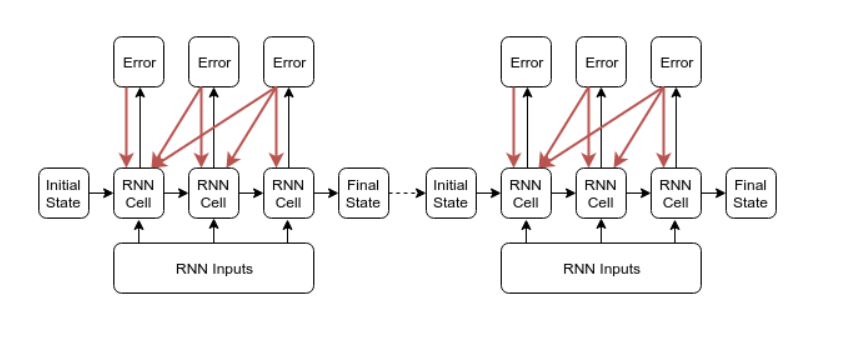 Error
Error
Error
Error
Error
Error
Initial
State
RNN
Cell
RNN
Cell
RNN
Cell
Final
State
Initial
State
RNN
Cell
RNN
Cell
RNN
Cell
Final
State
RNN Inputs
RNN Inputs